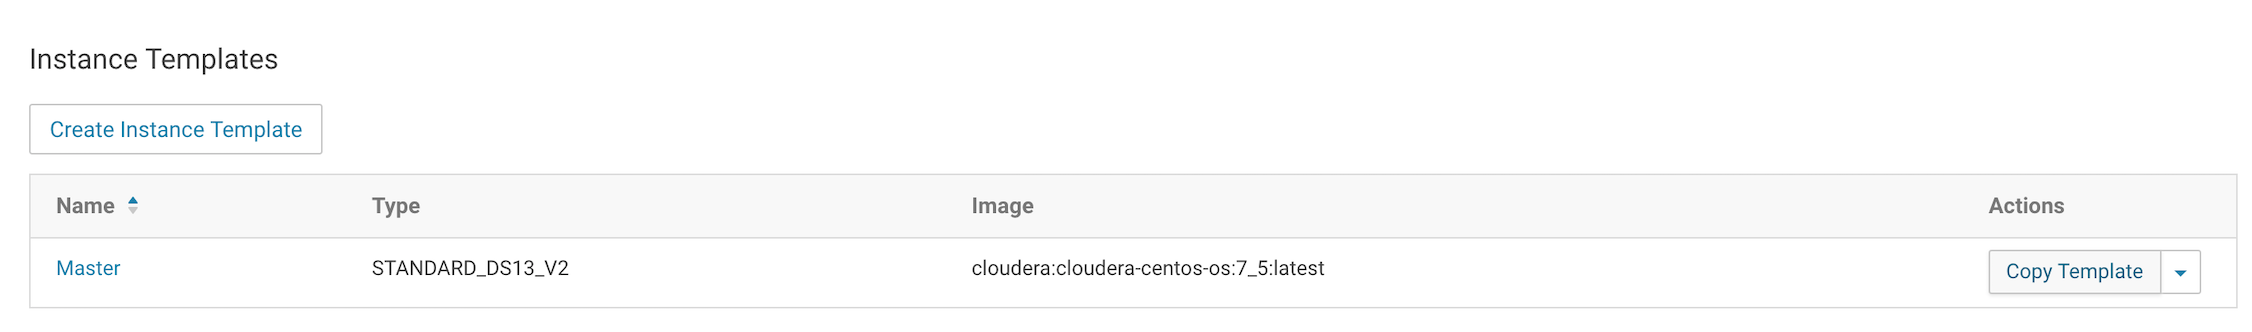 Instance Templates
Create Instance Template
Name Type Image Actions
Master STANDARD_DS13_V2 cloudera:cloudera-centos-os:7_5:latest Copy Template